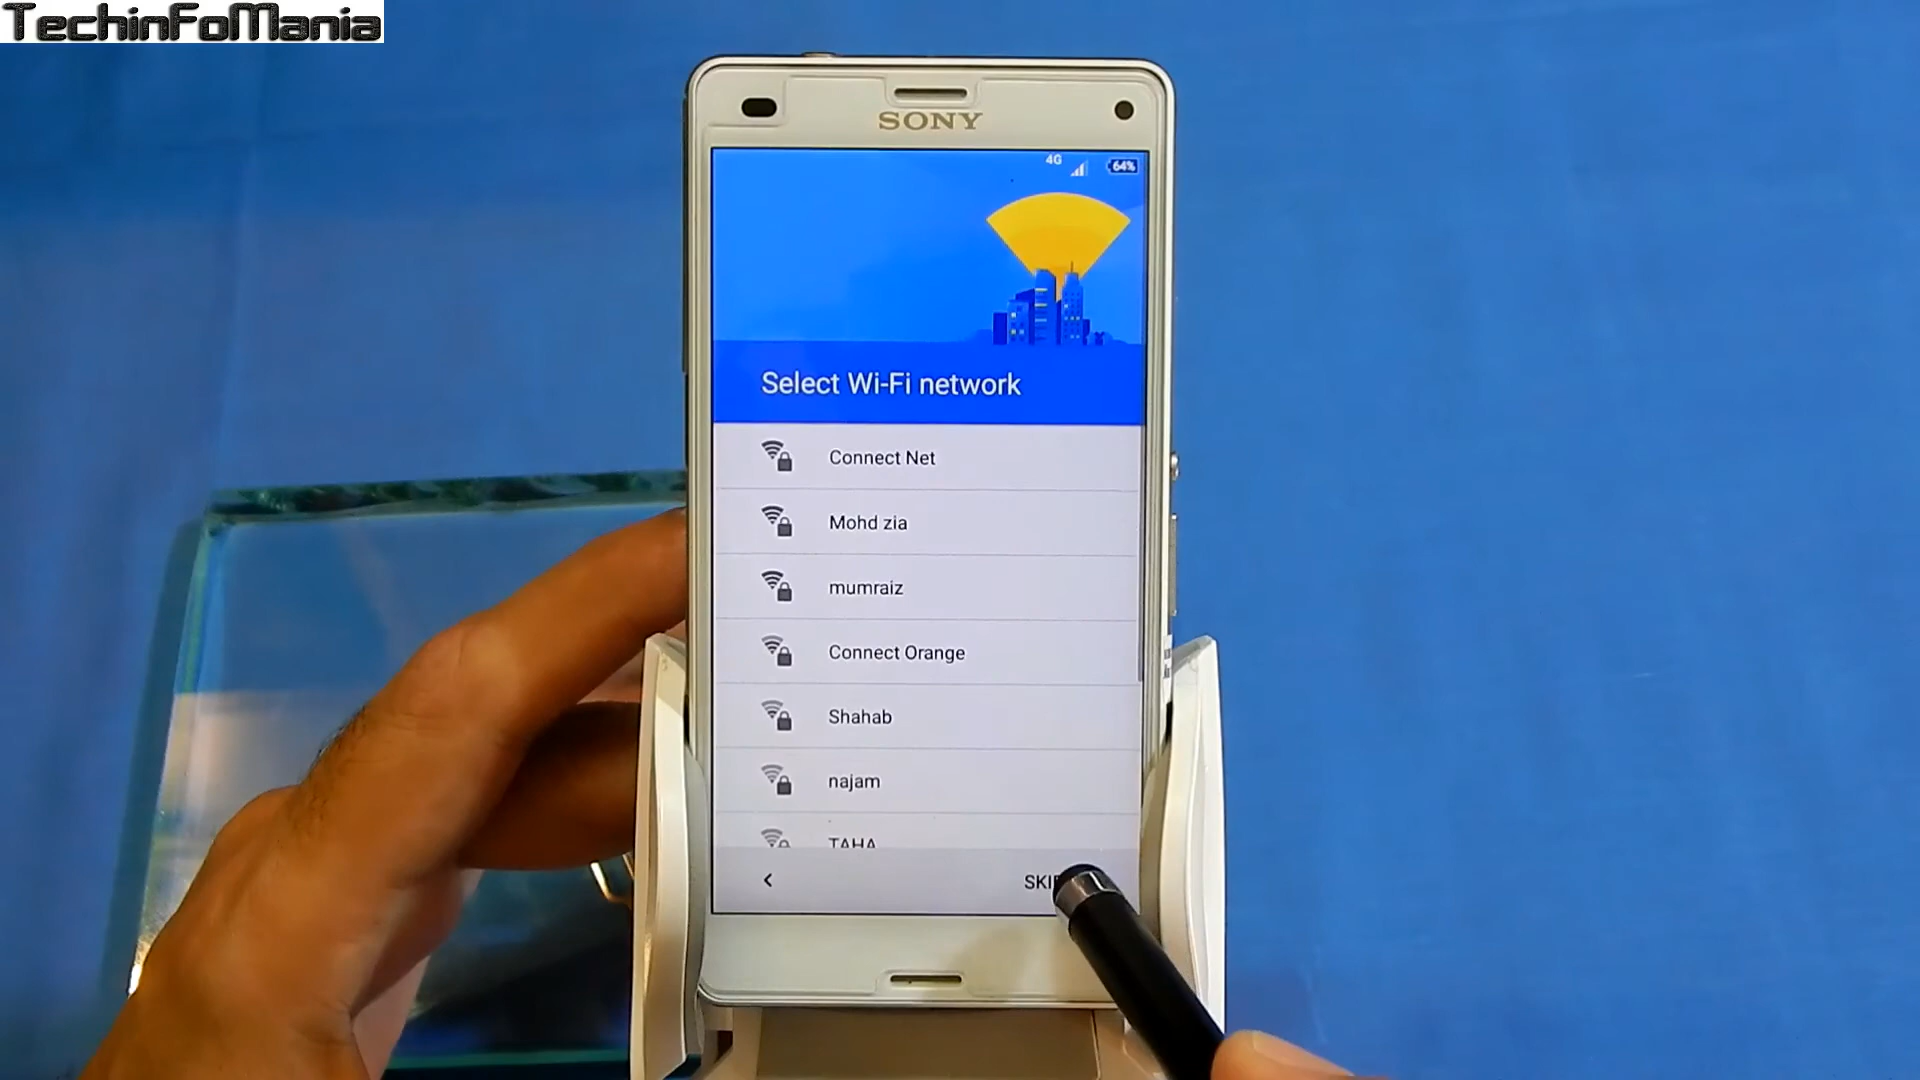 TechinFoMania
SONY
4G
64%
Select Wi-Fi network
Connect Net
Mohd zia
mumraiz
Connect Orange
Shahab
najam
TAHA